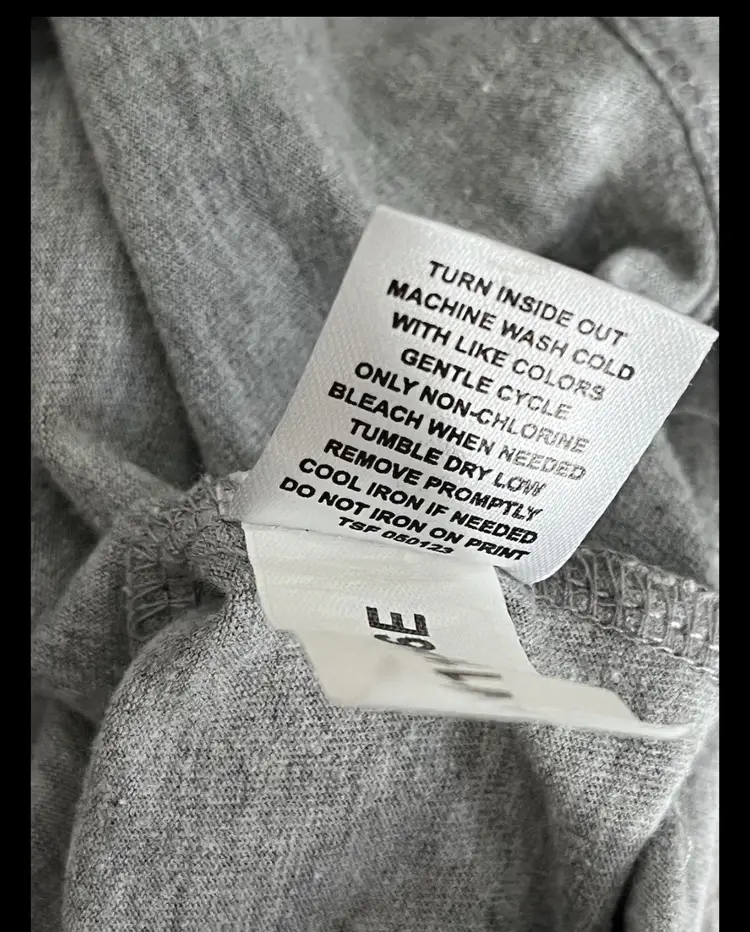 TURN INSIDE OUT
MACHINE WASH COLD
WITH LIKE COLORS
GENTLE CYCLE
ONLY NON-CHLORINE
BLEACH WHEN NEEDED
TUMBLE DRY LOW
REMOVE PROMPTLY
COOL IRON IF NEEDED
DO NOT IRON ON PRINT
TSF 050123